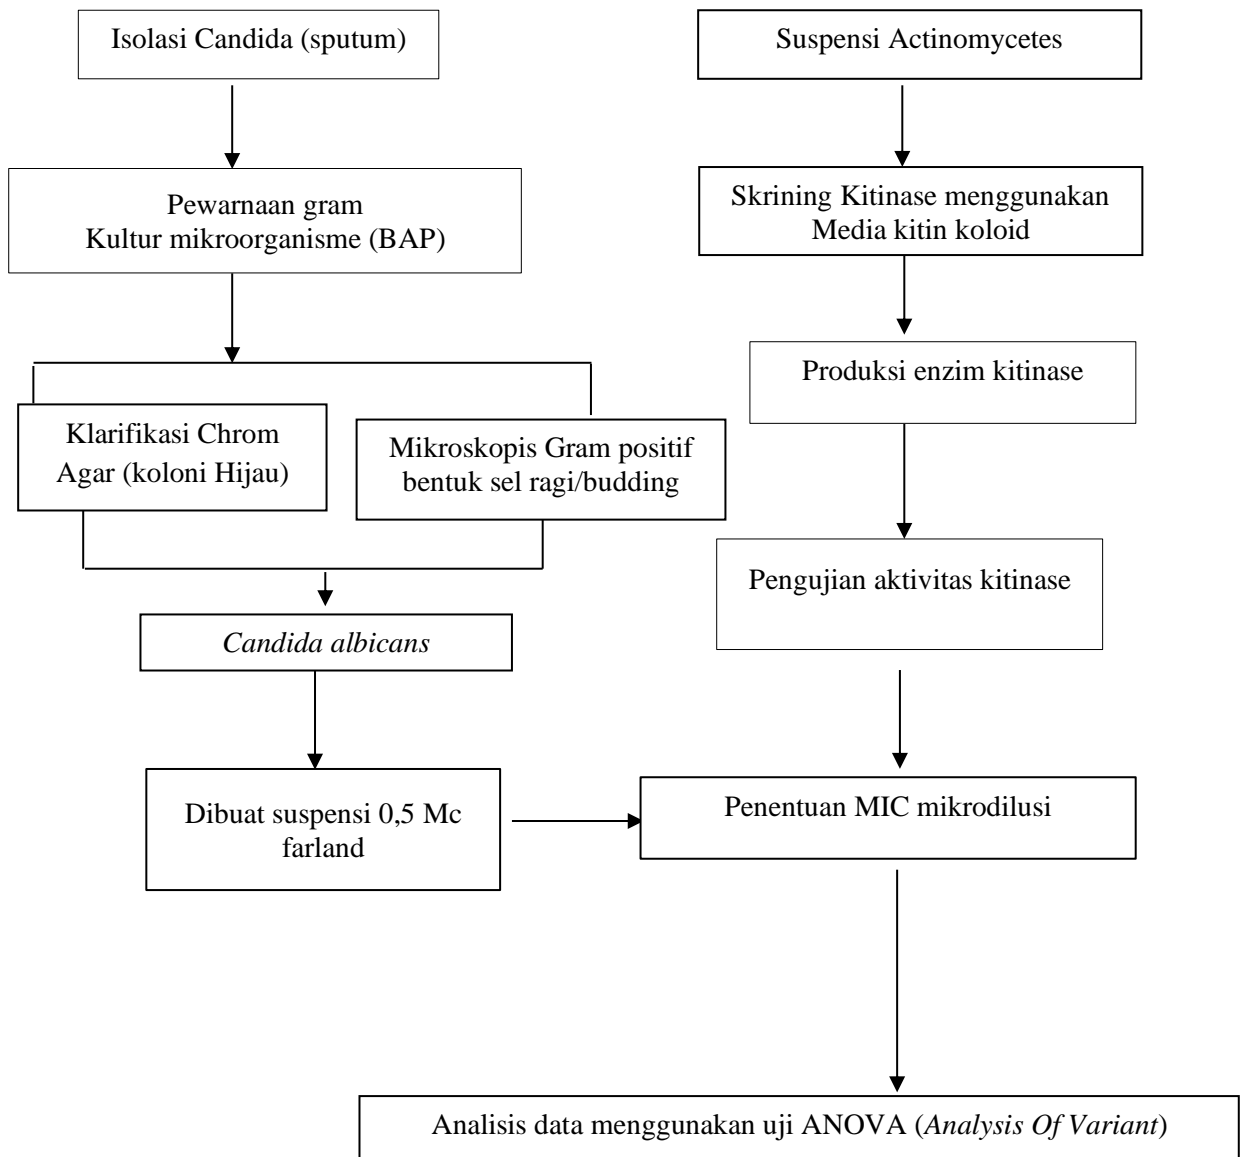 Isolasi Candida (sputum)
Suspensi Actinomycetes
Pewarnaan gram
Kultur mikroorganisme (BAP)
Skrining Kitinase menggunakan
Media kitin koloid
Klarifikasi Chrom
Agar (koloni Hijau)
Mikroskopis Gram positif
bentuk sel ragi/budding
Produksi enzim kitinase
Pengujian aktivitas kitinase
Candida albicans
Dibuat suspensi 0,5 Mc
farland
Penentuan MIC mikrodilusi
Analisis data menggunakan uji ANOVA (Analysis Of Variant)